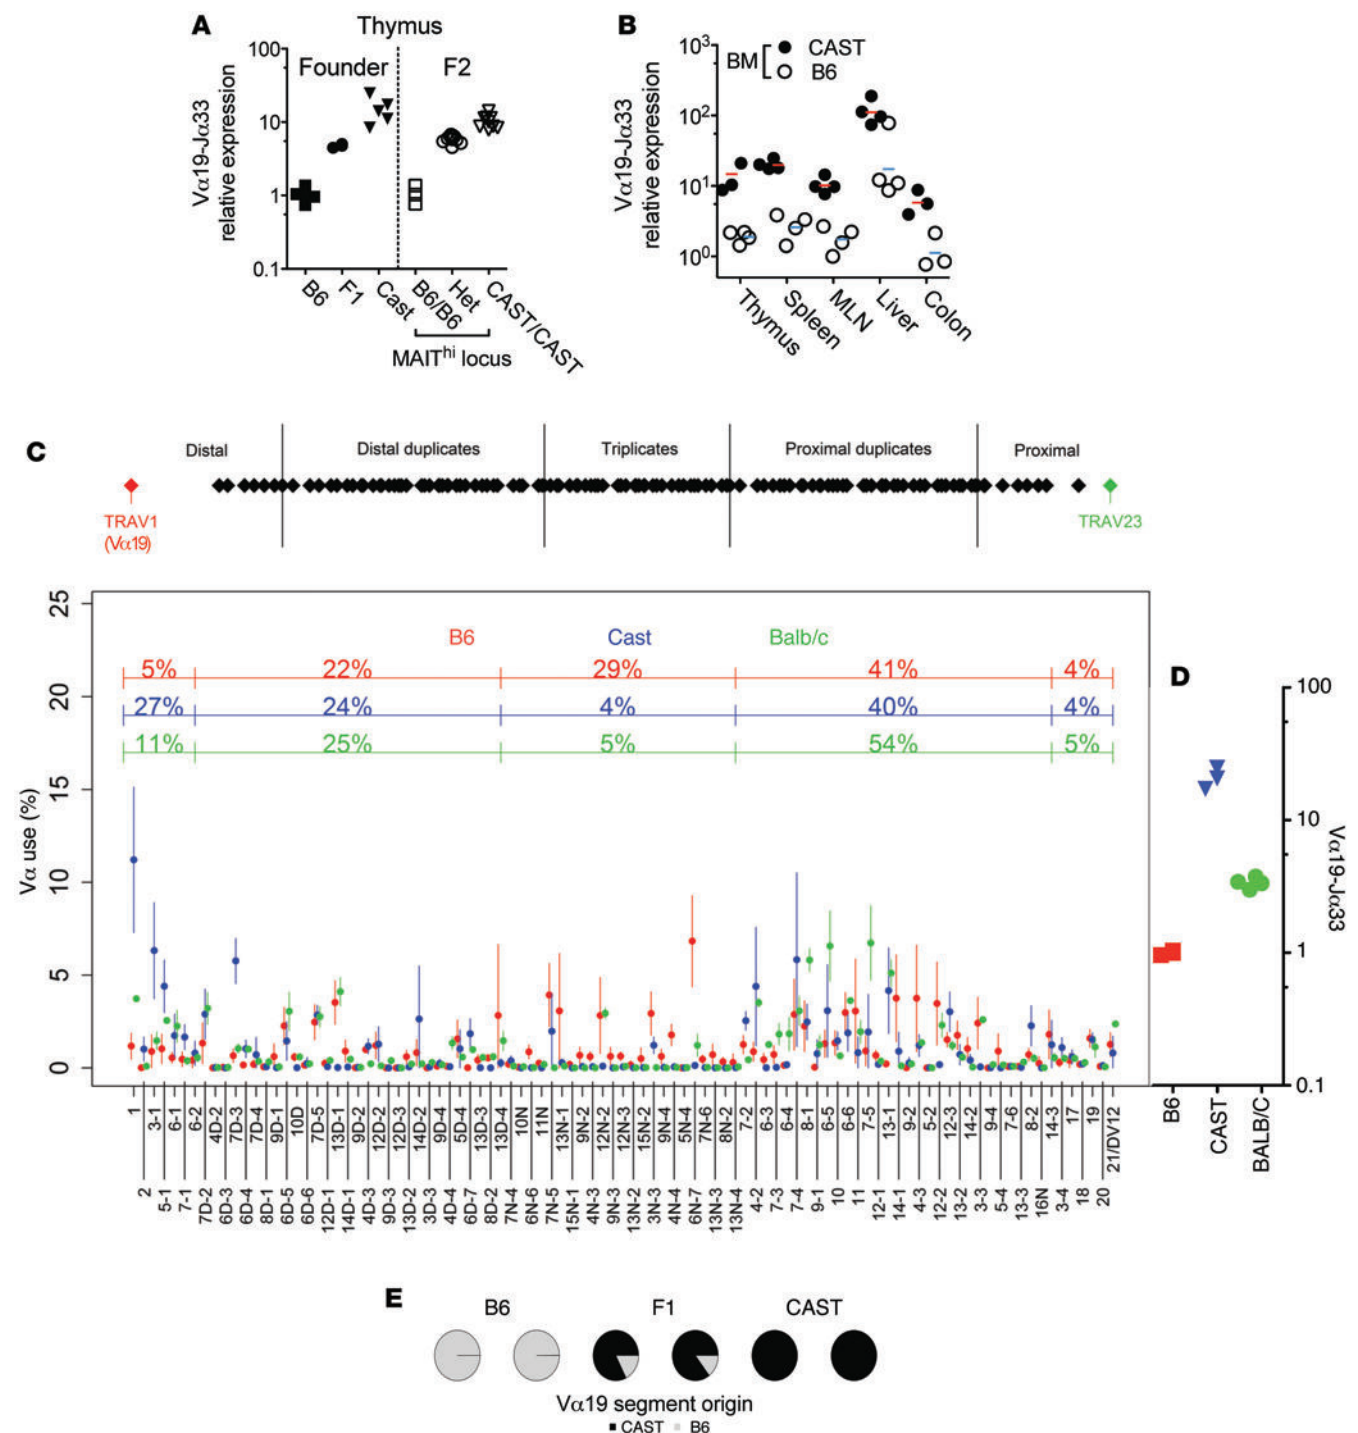 A
Thymus
Founder
F2
Vα19-Jα33
relative expression
100
10
1
0.1
B6
F1
Cast
B6/B6
Het
CAST/CAST
MAIThi locus
B
BM
CAST
B6
Vα19-Jα33
relative expression
10³
10²
10¹
10⁰
Thymus
Spleen
MLN
Liver
Colon
C
Distal
Distal duplicates
Triplicates
Proximal duplicates
Proximal
TRAV1
(Vα19)
TRAV23
Vα use (%)
25
20
15
10
5
0
B6
Cast
Balb/c
5% 22% 29% 41% 4%
27% 24% 4% 40% 4%
11% 25% 5% 54% 5%
1 3-1 6-1 6-2 4D-2 7D-3 7D-4 9D-1 10D 7D-5 13D-1 9D-2 12D-2 12D-3 14D-2 9D-4 5D-4 13D-3 13D-4 10N 11N 13N-1 9N-2 12N-2 12N-3 15N-2 9N-4 5N-4 7N-6 8N-2 7-2 6-3 6-4 8-1 6-5 6-6 7-5 13-1 9-2 5-2 12-3 14-2 9-4 7-6 8-2 14-3 17 19 21/DV12
2 5-1 7-1 7D-2 6D-3 6D-4 8D-1 6D-5 6D-6 12D-1 14D-1 4D-3 9D-3 13D-2 3D-3 4D-4 6D-7 8D-2 7N-4 6N-6 7N-5 15N-1 4N-3 9N-3 13N-2 3N-3 4N-4 6N-7 13N-3 13N-4 4-2 7-3 7-4 9-1 10 11 12-1 14-1 4-3 12-2 13-2 3-3 5-4 13-3 16N 3-4 18 20
D
100
10
1
0.1
Vα19-Jα33
B6
CAST
BALB/C
E
B6
F1
CAST
Vα19 segment origin
CAST B6